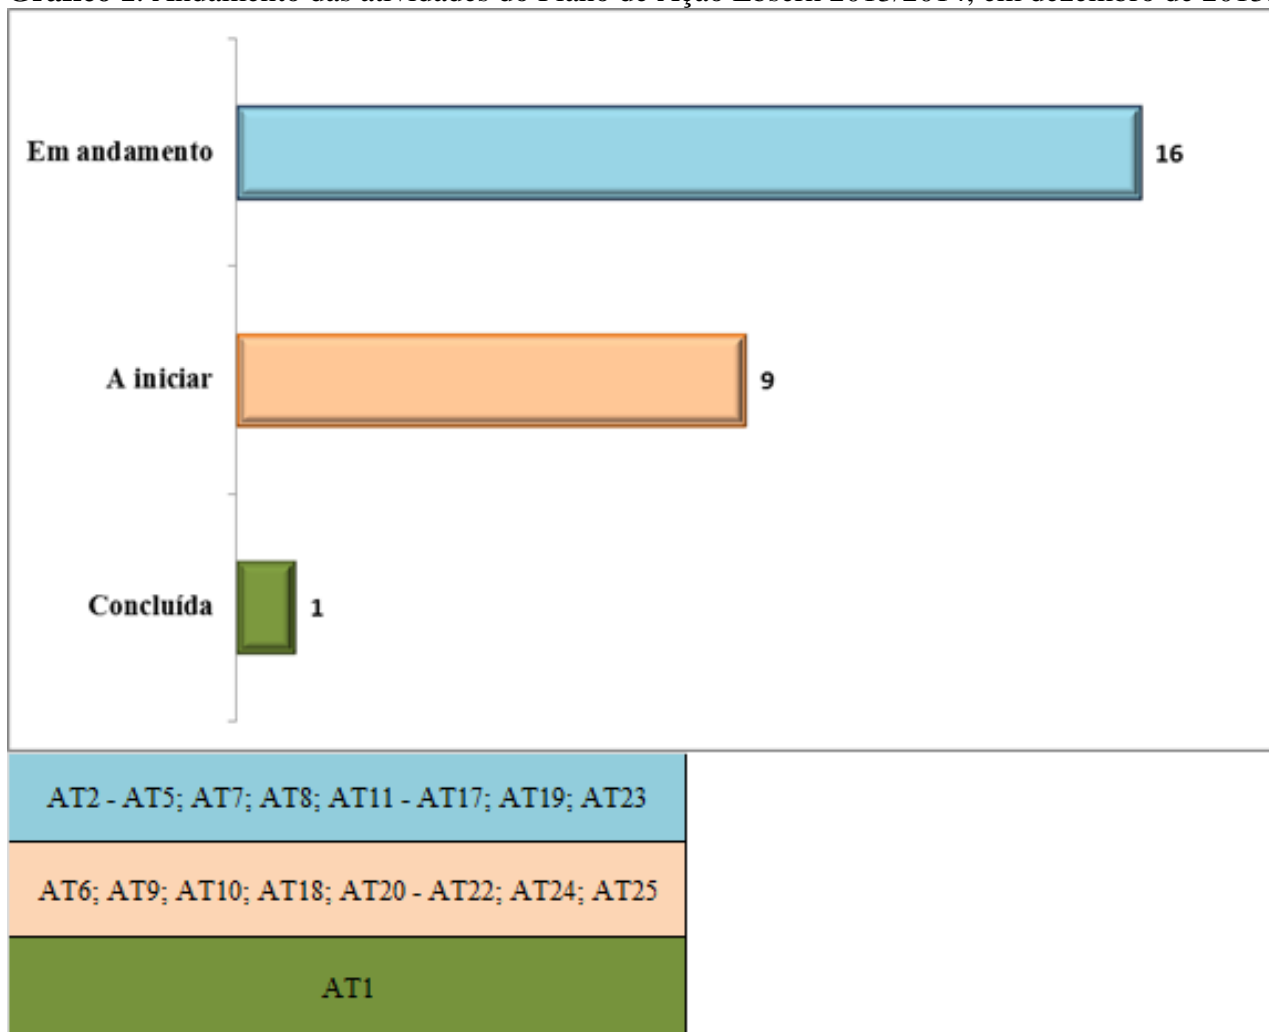 Em andamento
16
A iniciar
9
Concluída
1
AT2 - AT5; AT7; AT8; AT11 - AT17; AT19; AT23
AT6; AT9; AT10; AT18; AT20 - AT22; AT24; AT25
AT1